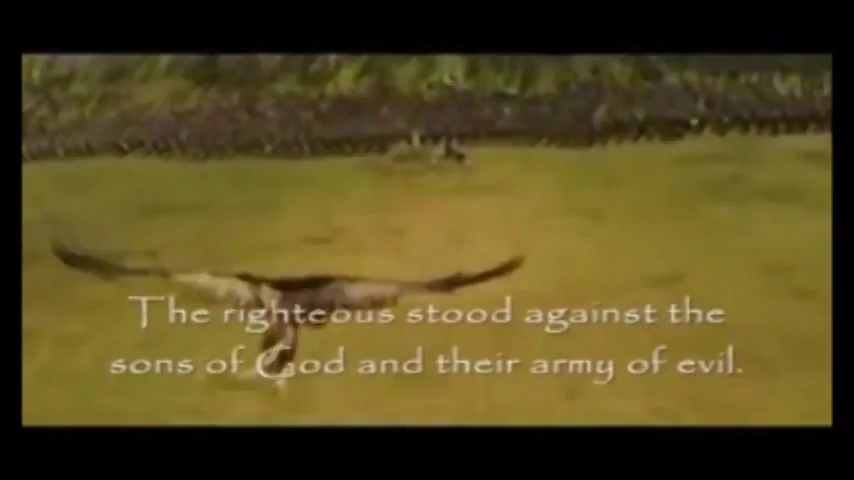 The righteous stood against the
sons of God and their army of evil.